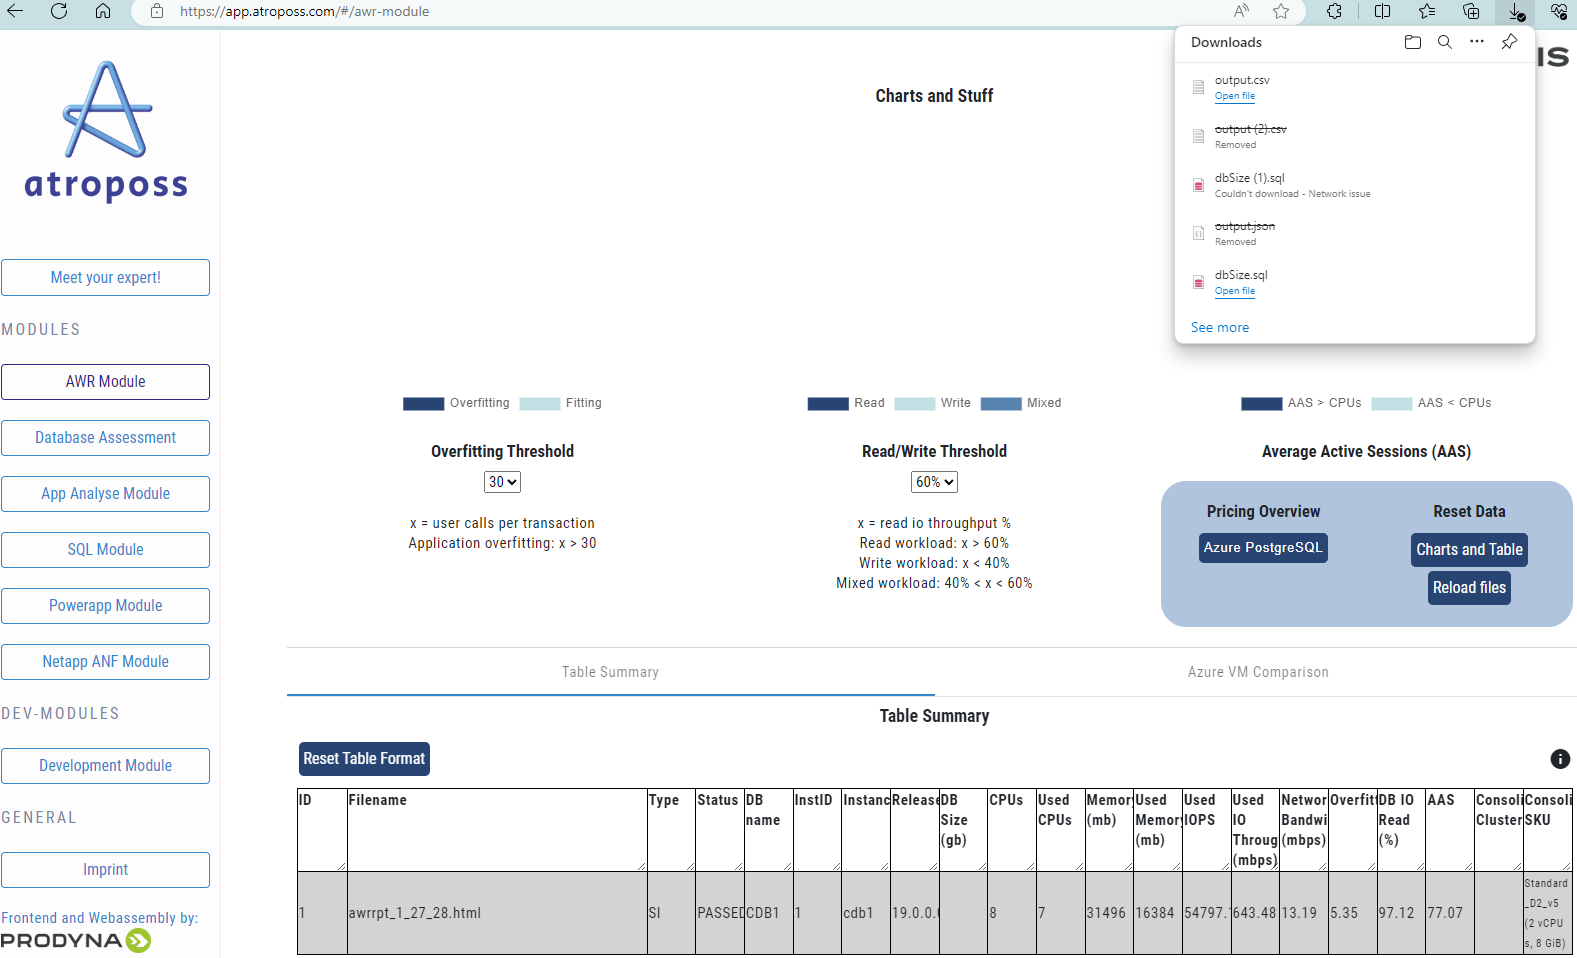 https://app.atroposs.com/#/awr-module
Downloads
output.csv
Open file
output (2).csv
Removed
dbSize (1).sql
Couldn't download - Network issue
output.json
Removed
dbSize.sql
Open file
See more
IS
atroposs
Meet your expert!
MODULES
AWR Module
Database Assessment
App Analyse Module
SQL Module
Powerapp Module
Netapp ANF Module
DEV-MODULES
Development Module
GENERAL
Imprint
Frontend and Webassembly by:
PRODYNA
Charts and Stuff
Overfitting Fitting
Overfitting Threshold
30
x = user calls per transaction
Application overfitting: x > 30
Read Write Mixed
Read/Write Threshold
60%
x = read io throughput %
Read workload: x > 60%
Write workload: x < 40%
Mixed workload: 40% < x < 60%
AAS > CPUs AAS < CPUs
Average Active Sessions (AAS)
Pricing Overview
Azure PostgreSQL
Reset Data
Charts and Table
Reload files
Table Summary Azure VM Comparison
Table Summary
Reset Table Format
ID
Filename
Type
Status
DB
name
InstID
Instanc
Release
DB
Size
(gb)
CPUs
Used
CPUs
Memory
(mb)
Used
Memory
(mb)
Used
IOPS
Used
IO
Throug
(mbps)
Networ
Bandwi
(mbps)
Overfitt
DB IO
Read
(%)
AAS
Consoli
Cluster
Consoli
SKU
1
awrrpt_1_27_28.html
SI
PASSED
CDB1
1
cdb1
19.0.0.0
8
7
31496
16384
54797.1
643.48
13.19
5.35
97.12
77.07
Standard
_D2_v5
(2 vCPU
s, 8 GiB)